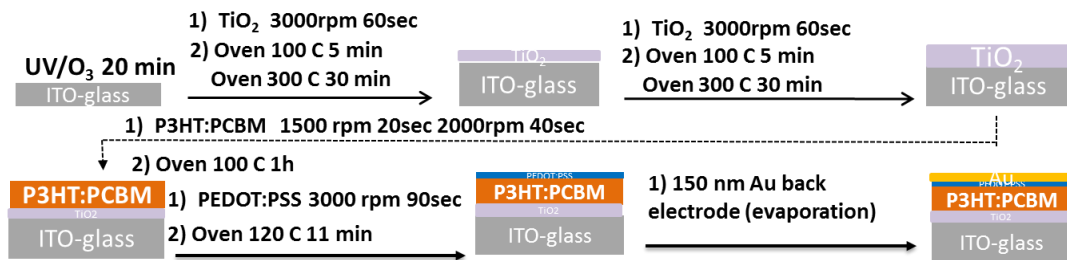 1) TiO₂ 3000rpm 60sec
2) Oven 100 C 5 min
Oven 300 C 30 min
UV/O₃ 20 min
ITO-glass
TiO₂
ITO-glass
1) TiO₂ 3000rpm 60sec
2) Oven 100 C 5 min
Oven 300 C 30 min
TiO₂
ITO-glass
1) P3HT:PCBM 1500 rpm 20sec 2000rpm 40sec
2) Oven 100 C 1h
P3HT:PCBM
TiO2
ITO-glass
1) PEDOT:PSS 3000 rpm 90sec
2) Oven 120 C 11 min
PEDOT:PSS
P3HT:PCBM
TiO2
ITO-glass
1) 150 nm Au back
electrode (evaporation)
Au
PEDOT:PSS
P3HT:PCBM
TiO2
ITO-glass